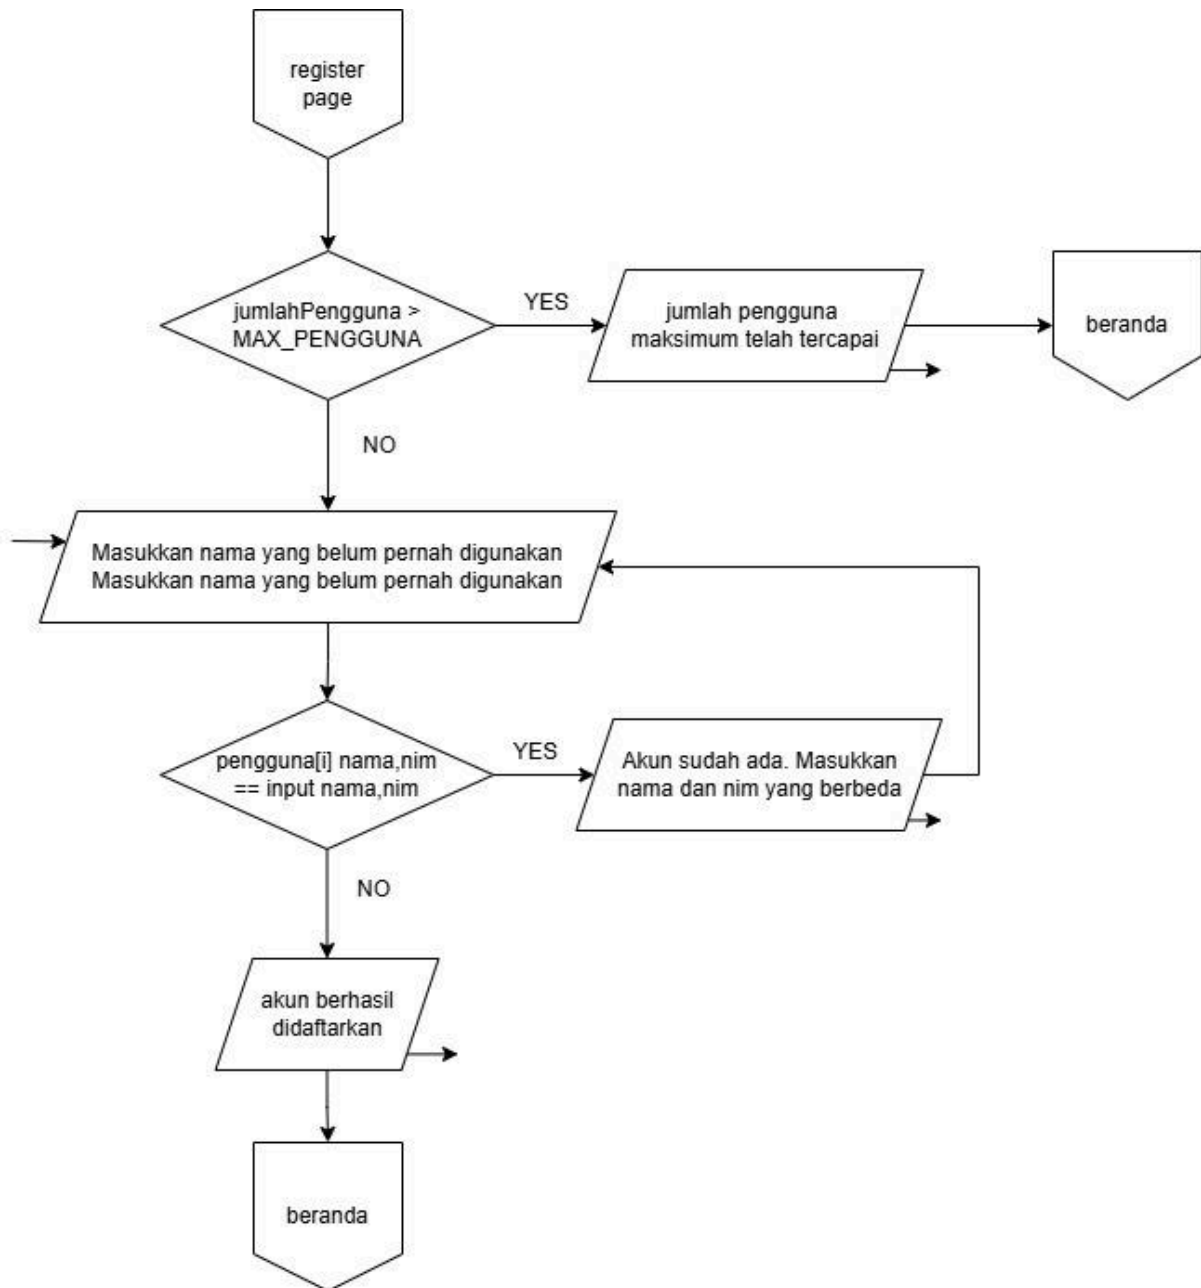 register
page
jumlahPengguna >
MAX_PENGGUNA
YES
jumlah pengguna
maksimum telah tercapai
beranda
NO
Masukkan nama yang belum pernah digunakan
Masukkan nama yang belum pernah digunakan
pengguna[i] nama,nim
== input nama,nim
YES
Akun sudah ada. Masukkan
nama dan nim yang berbeda
NO
akun berhasil
didaftarkan
beranda